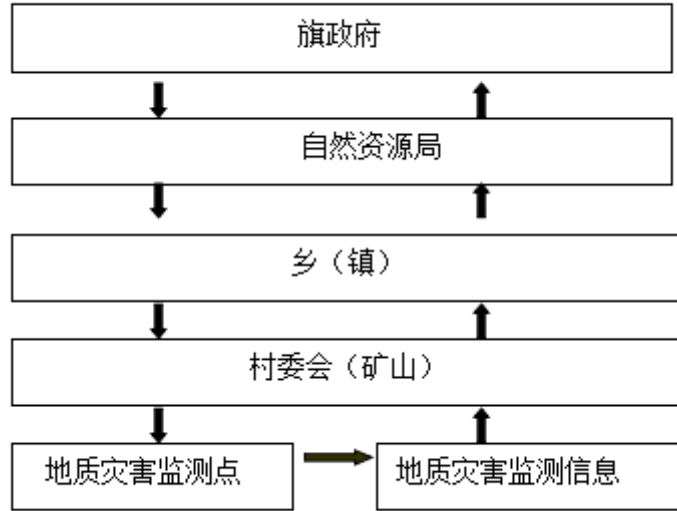 旗政府
自然资源局
乡（镇）
村委会（矿山）
地质灾害监测点
地质灾害监测信息